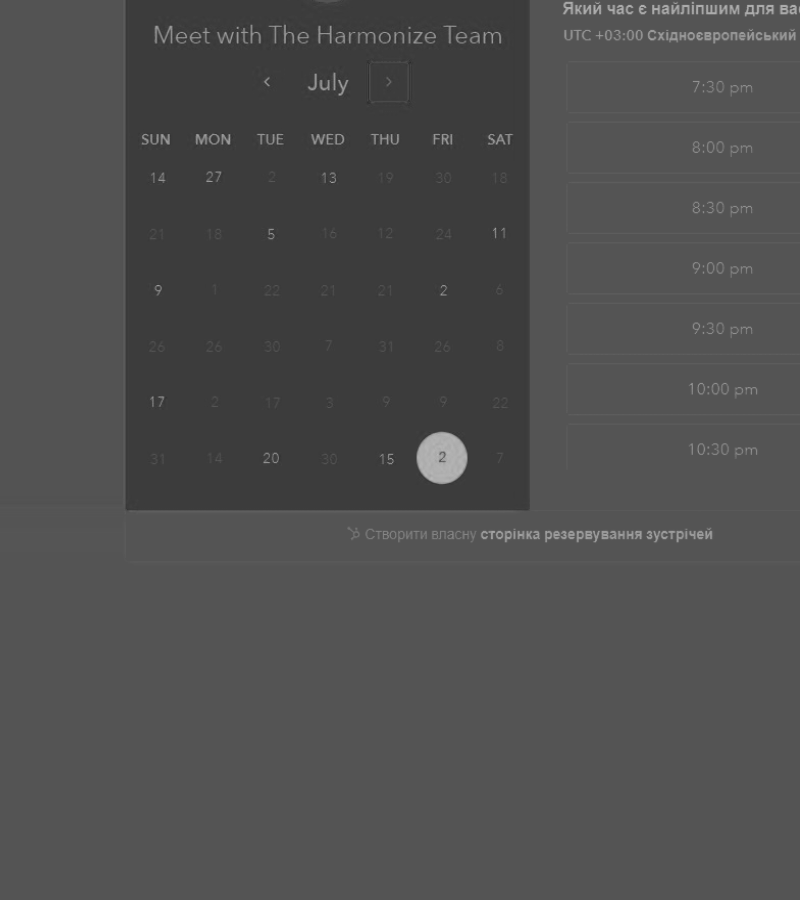 Який час є найліпшим для вас
Meet with The Harmonize Team
UTC +03:00 Східноєвропейський
July
7:30 pm
SUN MON TUE WED THU FRI SAT
8:00 pm
14 27 2 13 19 30 18
8:30 pm
21 18 5 16 12 24 11
9:00 pm
9 1 22 21 21 2 6
9:30 pm
26 26 30 7 31 26 8
10:00 pm
17 2 17 3 9 9 22
10:30 pm
31 14 20 30 15 2 7
Створити власну сторінка резервування зустрічей